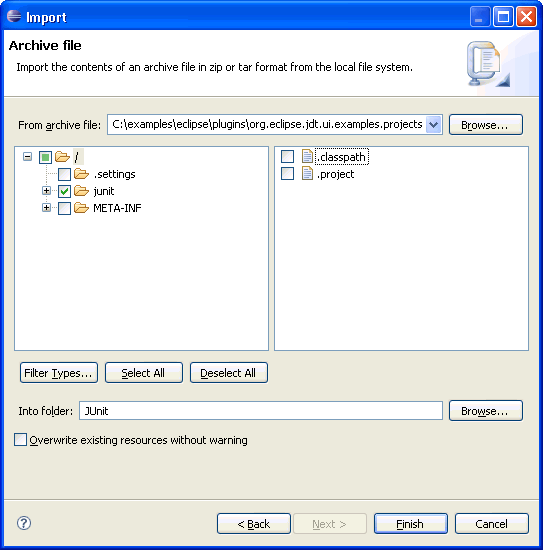 Import
Archive file
Import the contents of an archive file in zip or tar format from the local file system.
From archive file: C:\examples\eclipse\plugins\org.eclipse.jdt.ui.examples.projects Browse...
/ .classpath
.settings .project
junit
META-INF
Filter Types... Select All Deselect All
Into folder: JUnit Browse...
Overwrite existing resources without warning
? < Back Next > Finish Cancel